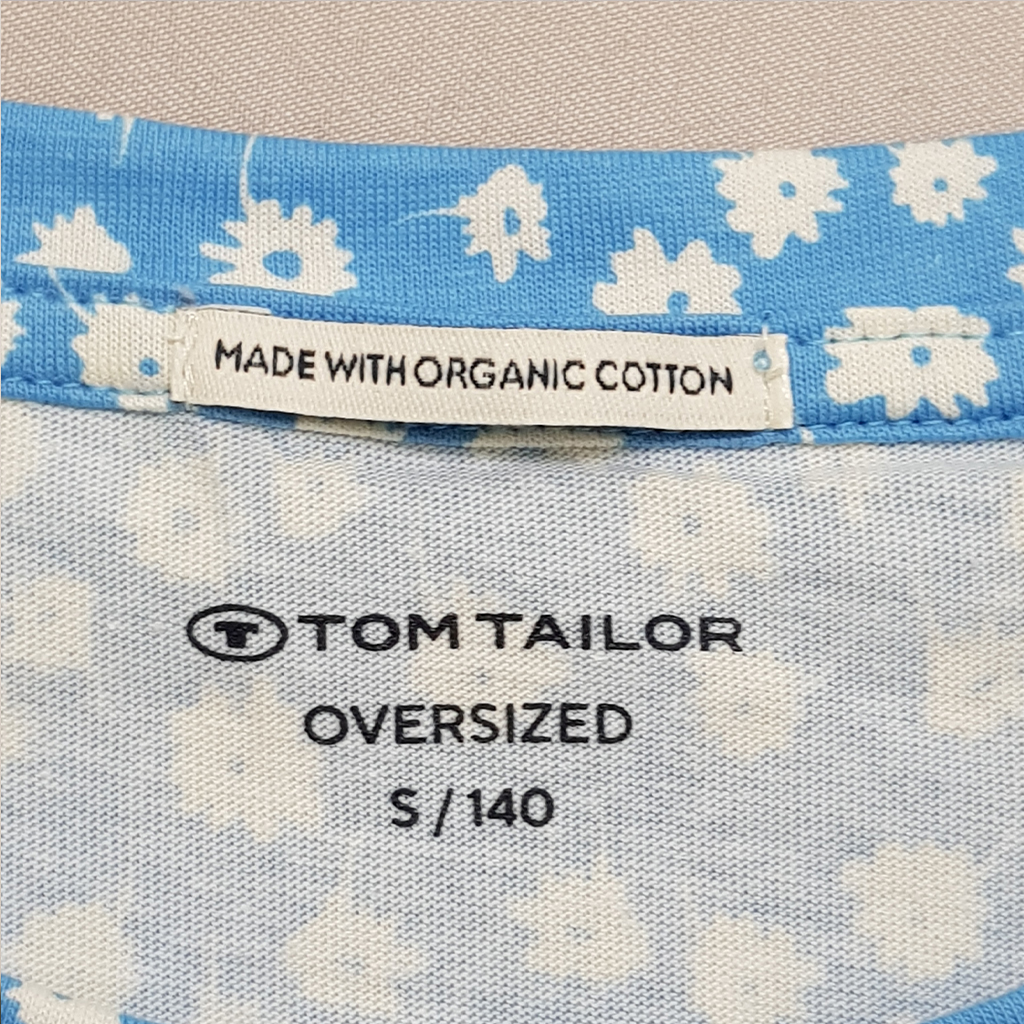 MADE WITH ORGANIC COTTON
TOM TAILOR
OVERSIZED
S / 140